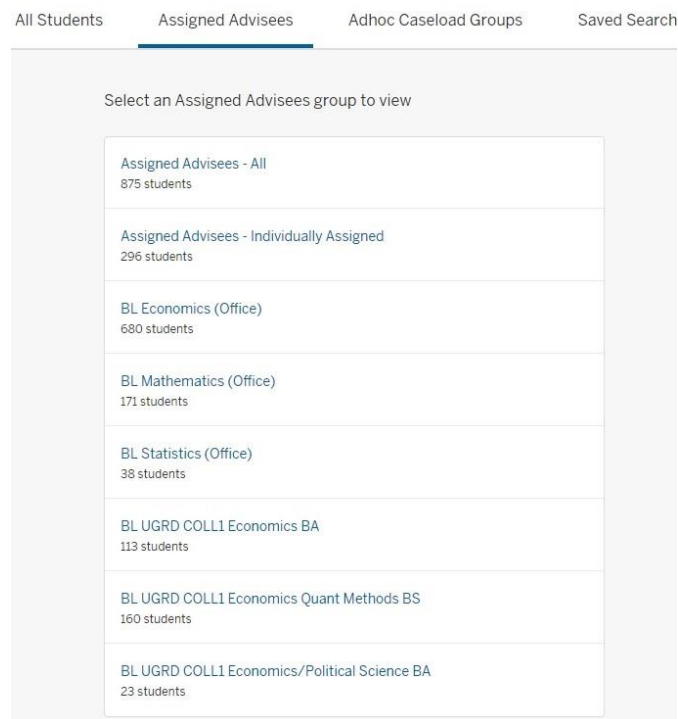 All Students Assigned Advisees Adhoc Caseload Groups Saved Search
Select an Assigned Advisees group to view
Assigned Advisees - All
875 students
Assigned Advisees - Individually Assigned
296 students
BL Economics (Office)
680 students
BL Mathematics (Office)
171 students
BL Statistics (Office)
38 students
BL UGRD COLL1 Economics BA
113 students
BL UGRD COLL1 Economics Quant Methods BS
160 students
BL UGRD COLL1 Economics/Political Science BA
23 students